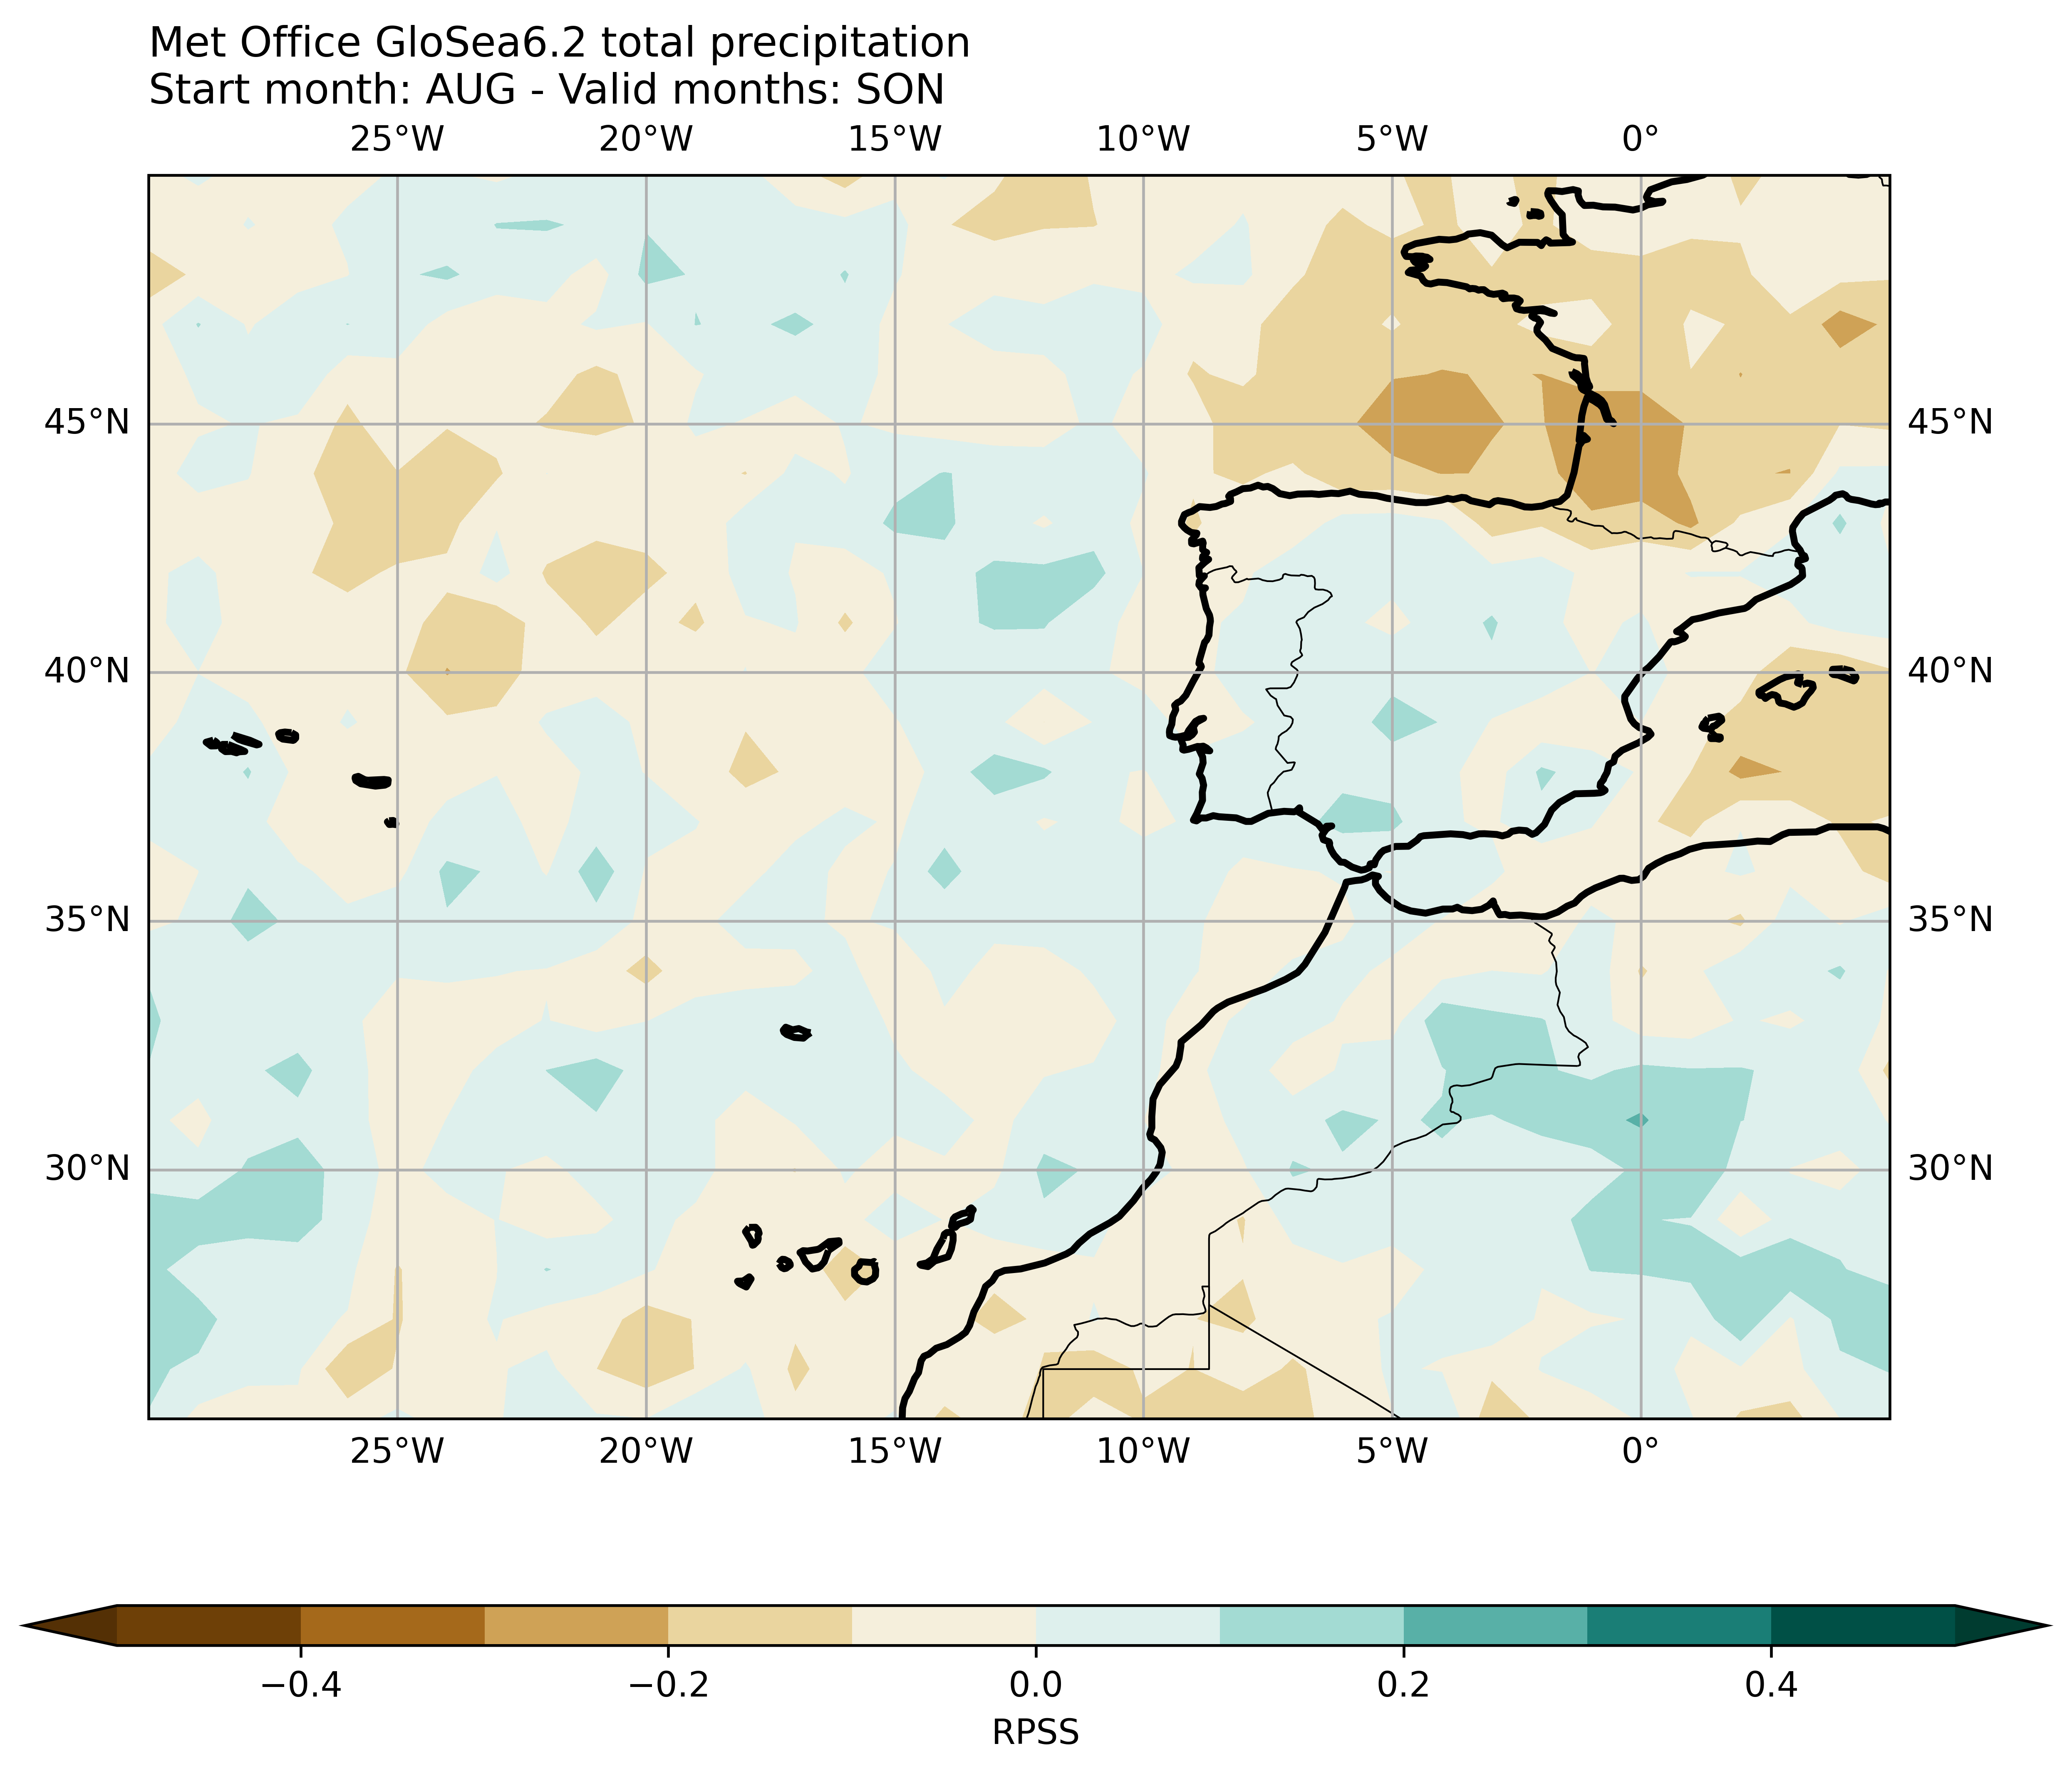 Met Office GloSea6.2 total precipitation
Start month: AUG - Valid months: SON
25°W 20°W 15°W 10°W 5°W 0°
45°N 45°N
40°N 40°N
35°N 35°N
30°N 30°N
25°W 20°W 15°W 10°W 5°W 0°
−0.4 −0.2 0.0 0.2 0.4
RPSS